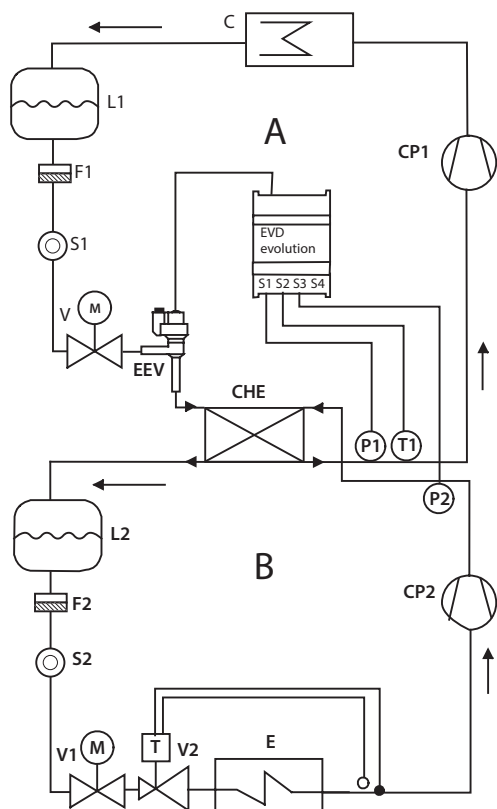 C
L1
A
CP1
F1
EVD
evolution
S1 S2 S3 S4
S1
V
M
EEV
CHE
P1
T1
P2
L2
B
CP2
F2
S2
V1
M
T
V2
E